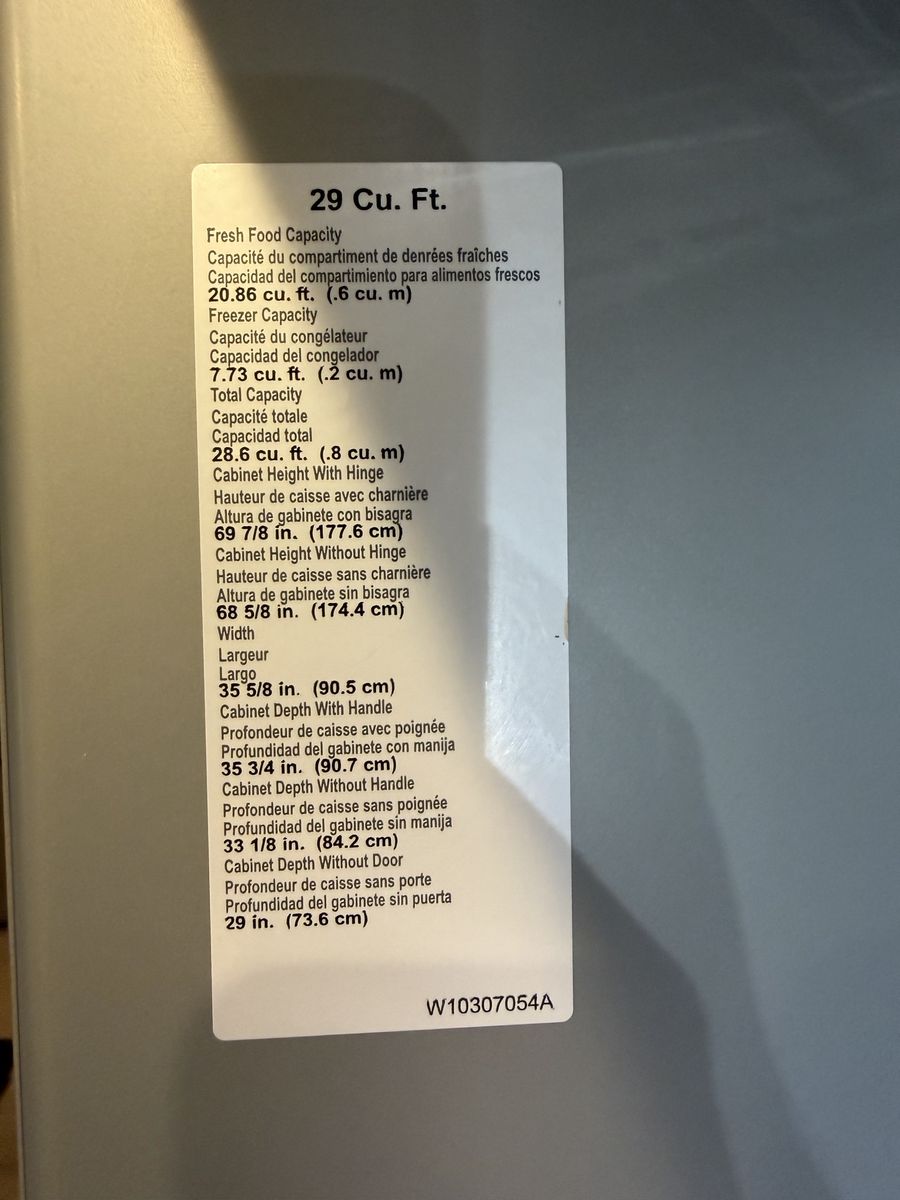 29 Cu. Ft.
Fresh Food Capacity
Capacité du compartiment de denrées fraîches
Capacidad del compartimiento para alimentos frescos
20.86 cu. ft. (.6 cu. m)
Freezer Capacity
Capacité du congélateur
Capacidad del congelador
7.73 cu. ft. (.2 cu. m)
Total Capacity
Capacité totale
Capacidad total
28.6 cu. ft. (.8 cu. m)
Cabinet Height With Hinge
Hauteur de caisse avec charnière
Altura de gabinete con bisagra
69 7/8 in. (177.6 cm)
Cabinet Height Without Hinge
Hauteur de caisse sans charnière
Altura de gabinete sin bisagra
68 5/8 in. (174.4 cm)
Width
Largeur
Largo
35 5/8 in. (90.5 cm)
Cabinet Depth With Handle
Profondeur de caisse avec poignée
Profundidad del gabinete con manija
35 3/4 in. (90.7 cm)
Cabinet Depth Without Handle
Profondeur de caisse sans poignée
Profundidad del gabinete sin manija
33 1/8 in. (84.2 cm)
Cabinet Depth Without Door
Profondeur de caisse sans porte
Profundidad del gabinete sin puerta
29 in. (73.6 cm)
W10307054A